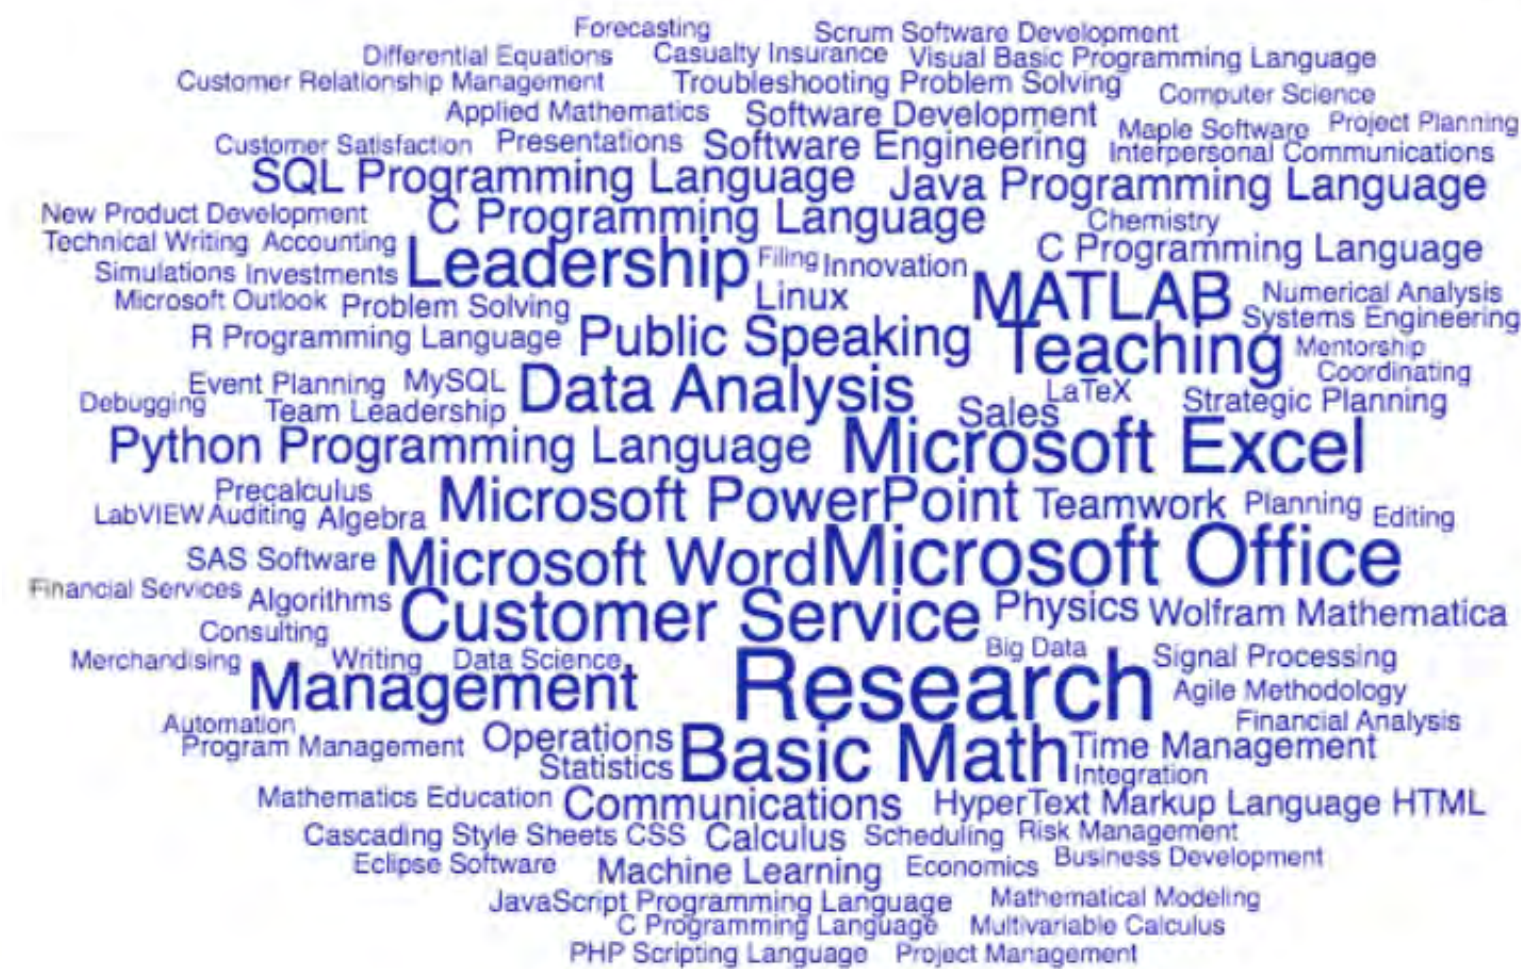 Forecasting Scrum Software Development
Differential Equations Casualty Insurance Visual Basic Programming Language
Customer Relationship Management Troubleshooting Problem Solving Computer Science
Applied Mathematics Software Development Maple Software Project Planning
Customer Satisfaction Presentations Software Engineering Interpersonal Communications
SQL Programming Language Java Programming Language
New Product Development C Programming Language Chemistry
Technical Writing Accounting Leadership Filing Innovation C Programming Language
Simulations Investments MATLAB Numerical Analysis
Microsoft Outlook Problem Solving Linux Systems Engineering
R Programming Language Public Speaking Teaching Mentorship
Coordinating
Event Planning MySQL Data Analysis LaTeX Strategic Planning
Debugging Team Leadership Sales
Python Programming Language Microsoft Excel
Precalculus Microsoft PowerPoint Teamwork Planning Editing
LabVIEW Auditing Algebra
SAS Software Microsoft Word Microsoft Office
Financial Services Algorithms Customer Service Physics Wolfram Mathematica
Consulting
Merchandising Writing Data Science Big Data Signal Processing
Management Research Agile Methodology
Automation Financial Analysis
Program Management Operations Basic Math Time Management
Statistics Integration
Mathematics Education Communications HyperText Markup Language HTML
Cascading Style Sheets CSS Calculus Scheduling Risk Management
Eclipse Software Machine Learning Economics Business Development
JavaScript Programming Language Mathematical Modeling
C Programming Language Multivariable Calculus
PHP Scripting Language Project Management